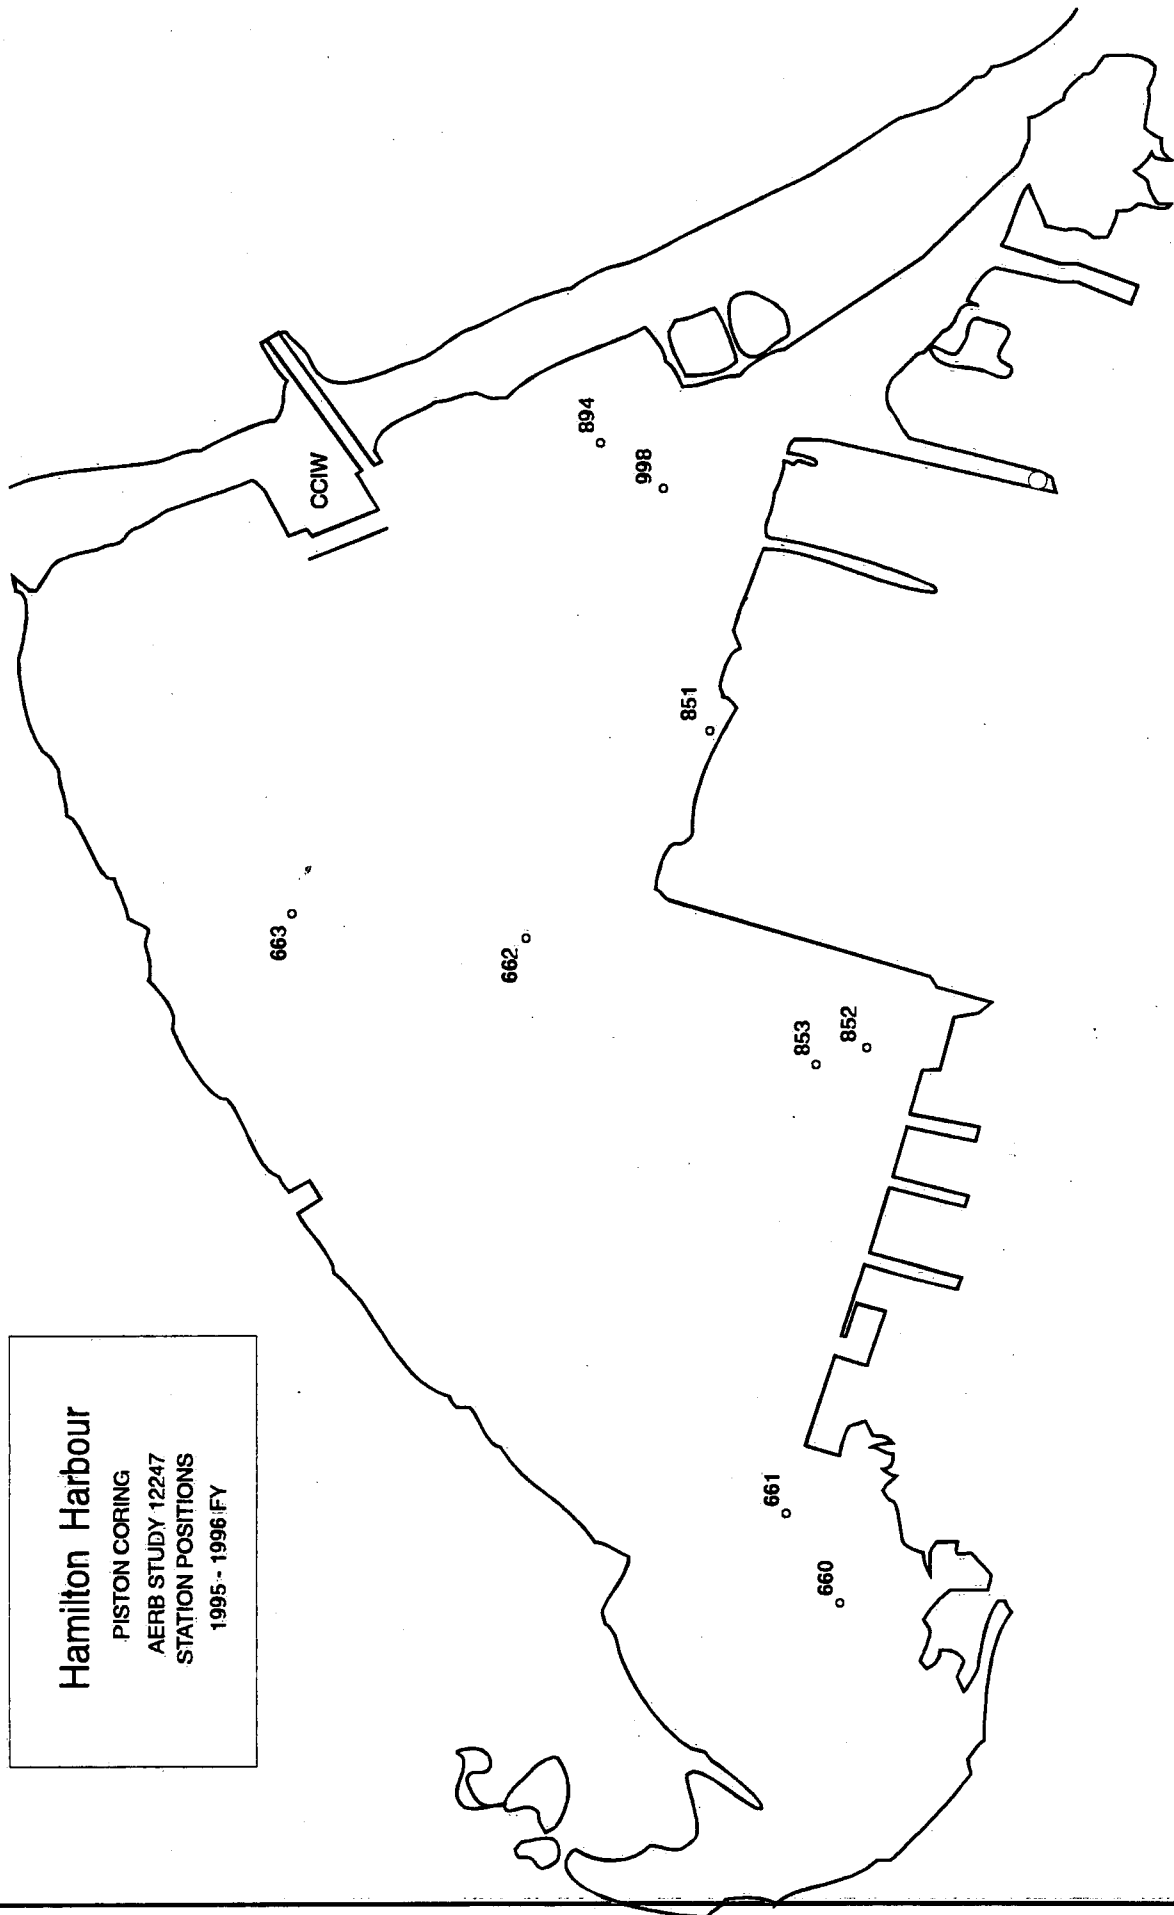 Hamilton Harbour
PISTON CORING
AERB STUDY 12247
STATION POSITIONS
1995 - 1996 FY
663
CCIW
662
894
998
851
661
853
660
852